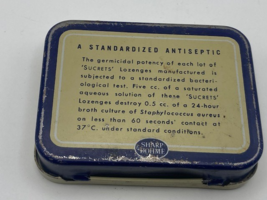 A STANDARDIZED ANTISEPTIC
The germicidal potency of each lot of
'SUCRETS' Lozenges manufactured is
subjected to a standardized bacteri-
ological test. Five cc. of a saturated
aqueous solution of these 'SUCRETS'
Lozenges destroy 0.5 cc. of a 24-hour
broth culture of Staphylococcus aureus
on less than 60 seconds' contact at
37°C. under standard conditions.
SHARP
& DOHME